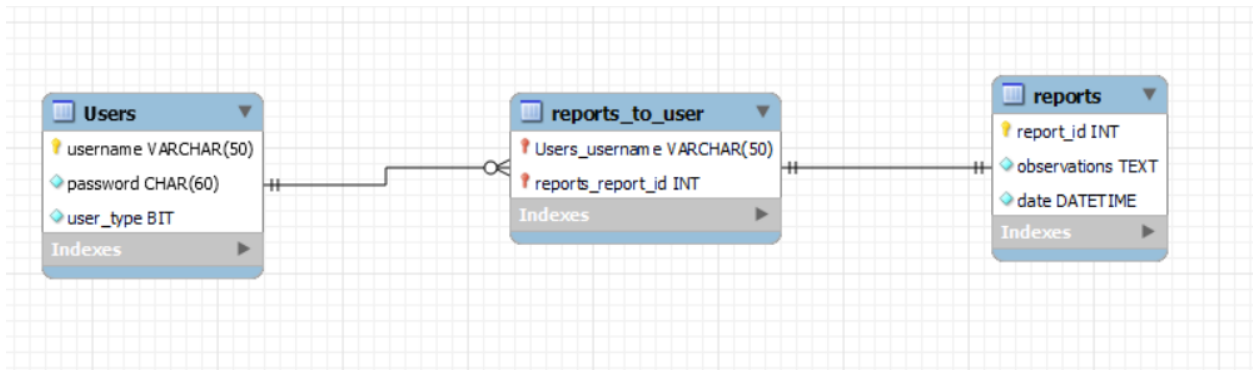 Users
username VARCHAR(50)
password CHAR(60)
user_type BIT
Indexes
reports_to_user
Users_username VARCHAR(50)
reports_report_id INT
Indexes
reports
report_id INT
observations TEXT
date DATETIME
Indexes